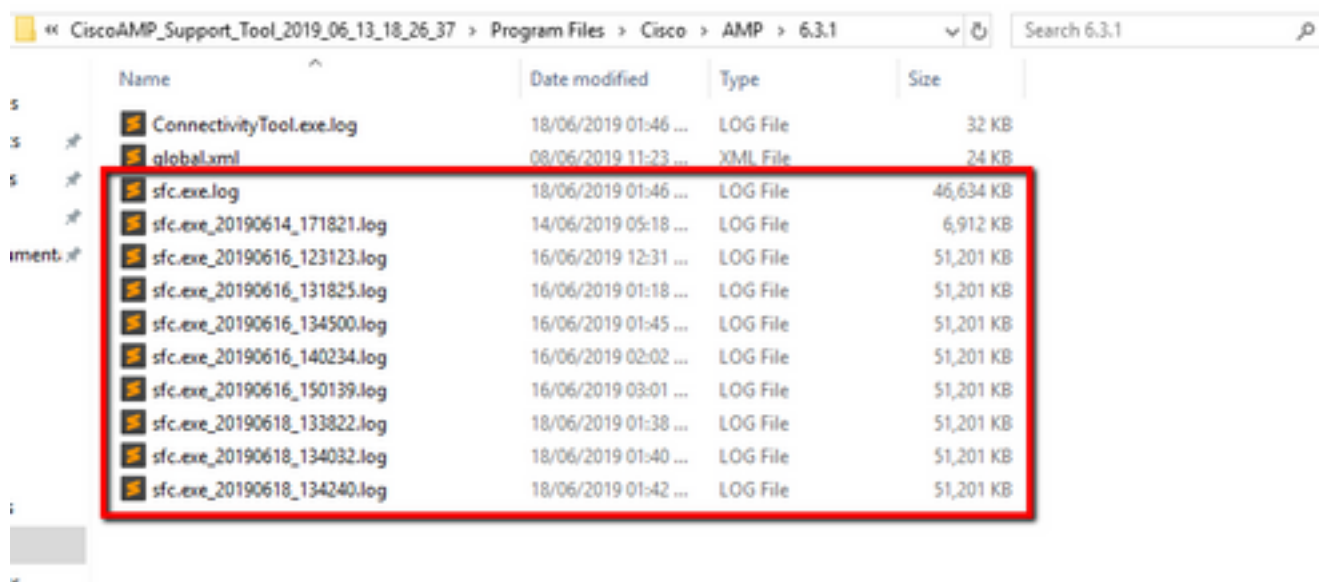 « CiscoAMP_Support_Tool_2019_06_13_18_26_37 > Program Files > Cisco > AMP > 6.3.1 Search 6.3.1
Name Date modified Type Size
ConnectivityTool.exe.log 18/06/2019 01:46 ... LOG File 32 KB
global.xml 08/06/2019 11:23 ... XML File 24 KB
sfc.exe.log 18/06/2019 01:46 ... LOG File 46,634 KB
sfc.exe_20190614_171821.log 14/06/2019 05:18 ... LOG File 6,912 KB
sfc.exe_20190616_123123.log 16/06/2019 12:31 ... LOG File 51,201 KB
sfc.exe_20190616_131825.log 16/06/2019 01:18 ... LOG File 51,201 KB
sfc.exe_20190616_134500.log 16/06/2019 01:45 ... LOG File 51,201 KB
sfc.exe_20190616_140234.log 16/06/2019 02:02 ... LOG File 51,201 KB
sfc.exe_20190616_150139.log 16/06/2019 03:01 ... LOG File 51,201 KB
sfc.exe_20190618_133822.log 18/06/2019 01:38 ... LOG File 51,201 KB
sfc.exe_20190618_134032.log 18/06/2019 01:40 ... LOG File 51,201 KB
sfc.exe_20190618_134240.log 18/06/2019 01:42 ... LOG File 51,201 KB